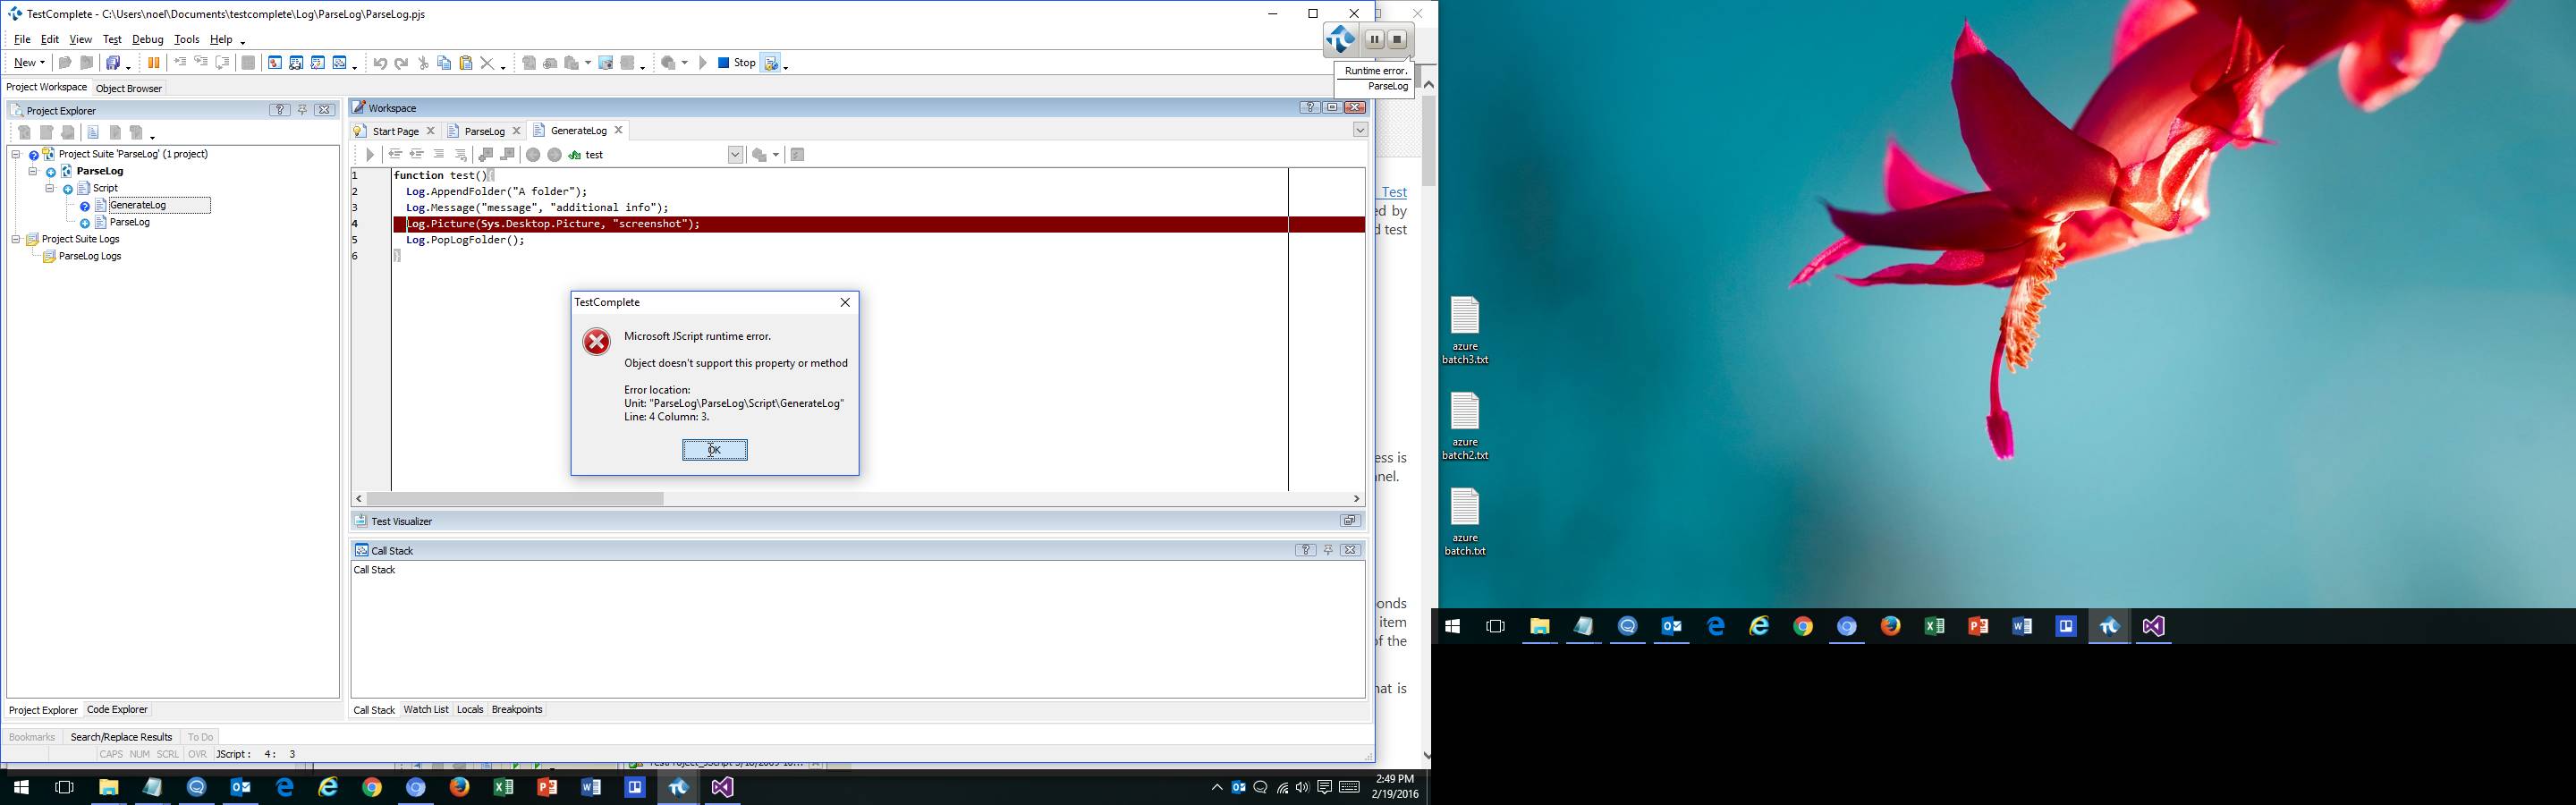 TestComplete - C:\Users\noel\Documents\testcomplete\Log\ParseLog\ParseLog.pjs
File Edit View Test Debug Tools Help
New
Stop
Runtime error.
ParseLog
Project Workspace Object Browser
Project Explorer
Project Suite 'ParseLog' (1 project)
ParseLog
Script
GenerateLog
ParseLog
Project Suite Logs
ParseLog Logs
Workspace
Start Page ParseLog GenerateLog
test
1 function test(){
2 Log.AppendFolder("A folder");
3 Log.Message("message", "additional info");
4 Log.Picture(Sys.Desktop.Picture, "screenshot");
5 Log.PopLogFolder();
6 }
TestComplete
Microsoft JScript runtime error.
Object doesn't support this property or method
Error location:
Unit: "ParseLog\ParseLog\Script\GenerateLog"
Line: 4 Column: 3.
OK
Test Visualizer
Call Stack
Call Stack
Project Explorer Code Explorer
Call Stack Watch List Locals Breakpoints
Bookmarks Search/Replace Results To Do
CAPS NUM SCRL OVR JScript : 4: 3
Test
ed by
d test
ess is
nel.
onds
item
of the
hat is
azure
batch3.txt
azure
batch2.txt
azure
batch.txt
2:49 PM
2/19/2016